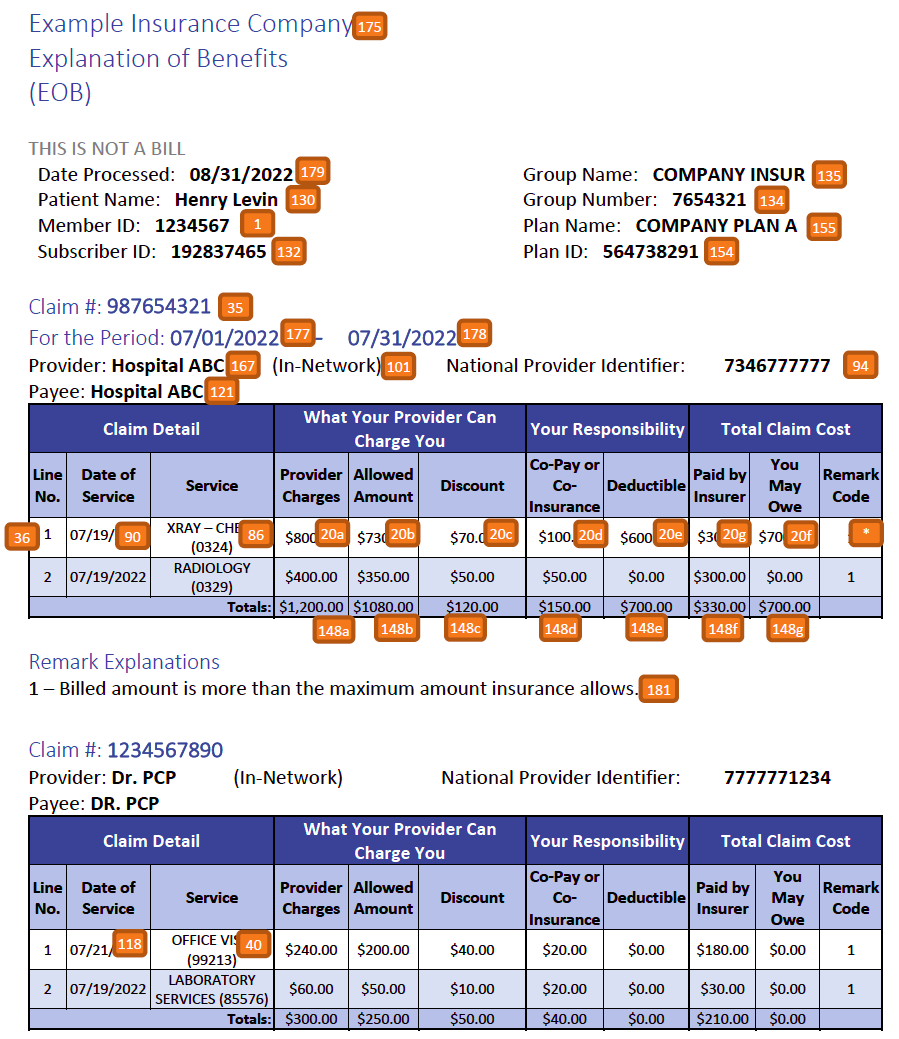 Example Insurance Company 175
Explanation of Benefits
(EOB)
THIS IS NOT A BILL
Date Processed: 08/31/2022 179
Patient Name: Henry Levin 130
Member ID: 1234567 1
Subscriber ID: 192837465 132
Group Name: COMPANY INSUR 135
Group Number: 7654321 134
Plan Name: COMPANY PLAN A 155
Plan ID: 564738291 154
Claim #: 987654321 35
For the Period: 07/01/2022 177 - 07/31/2022 178
Provider: Hospital ABC 167 (In-Network) 101 National Provider Identifier: 7346777777 94
Payee: Hospital ABC 121
Claim Detail What Your Provider Can Charge You Your Responsibility Total Claim Cost
Line No. Date of Service Service Provider Charges Allowed Amount Discount Co-Pay or Co-Insurance Deductible Paid by Insurer You May Owe Remark Code
36 1 07/19/ 90 XRAY – CHE 86 (0324) $800 20a $730 20b $70.0 20c $100. 20d $600 20e $30 20g $70 20f *
2 07/19/2022 RADIOLOGY (0329) $400.00 $350.00 $50.00 $50.00 $0.00 $300.00 $0.00 1
Totals: $1,200.00 $1080.00 $120.00 $150.00 $700.00 $330.00 $700.00
148a 148b 148c 148d 148e 148f 148g
Remark Explanations
1 – Billed amount is more than the maximum amount insurance allows. 181
Claim #: 1234567890
Provider: Dr. PCP (In-Network) National Provider Identifier: 7777771234
Payee: DR. PCP
Claim Detail What Your Provider Can Charge You Your Responsibility Total Claim Cost
Line No. Date of Service Service Provider Charges Allowed Amount Discount Co-Pay or Co-Insurance Deductible Paid by Insurer You May Owe Remark Code
1 07/21/ 118 OFFICE VIS 40 (99213) $240.00 $200.00 $40.00 $20.00 $0.00 $180.00 $0.00 1
2 07/19/2022 LABORATORY SERVICES (85576) $60.00 $50.00 $10.00 $20.00 $0.00 $30.00 $0.00 1
Totals: $300.00 $250.00 $50.00 $40.00 $0.00 $210.00 $0.00